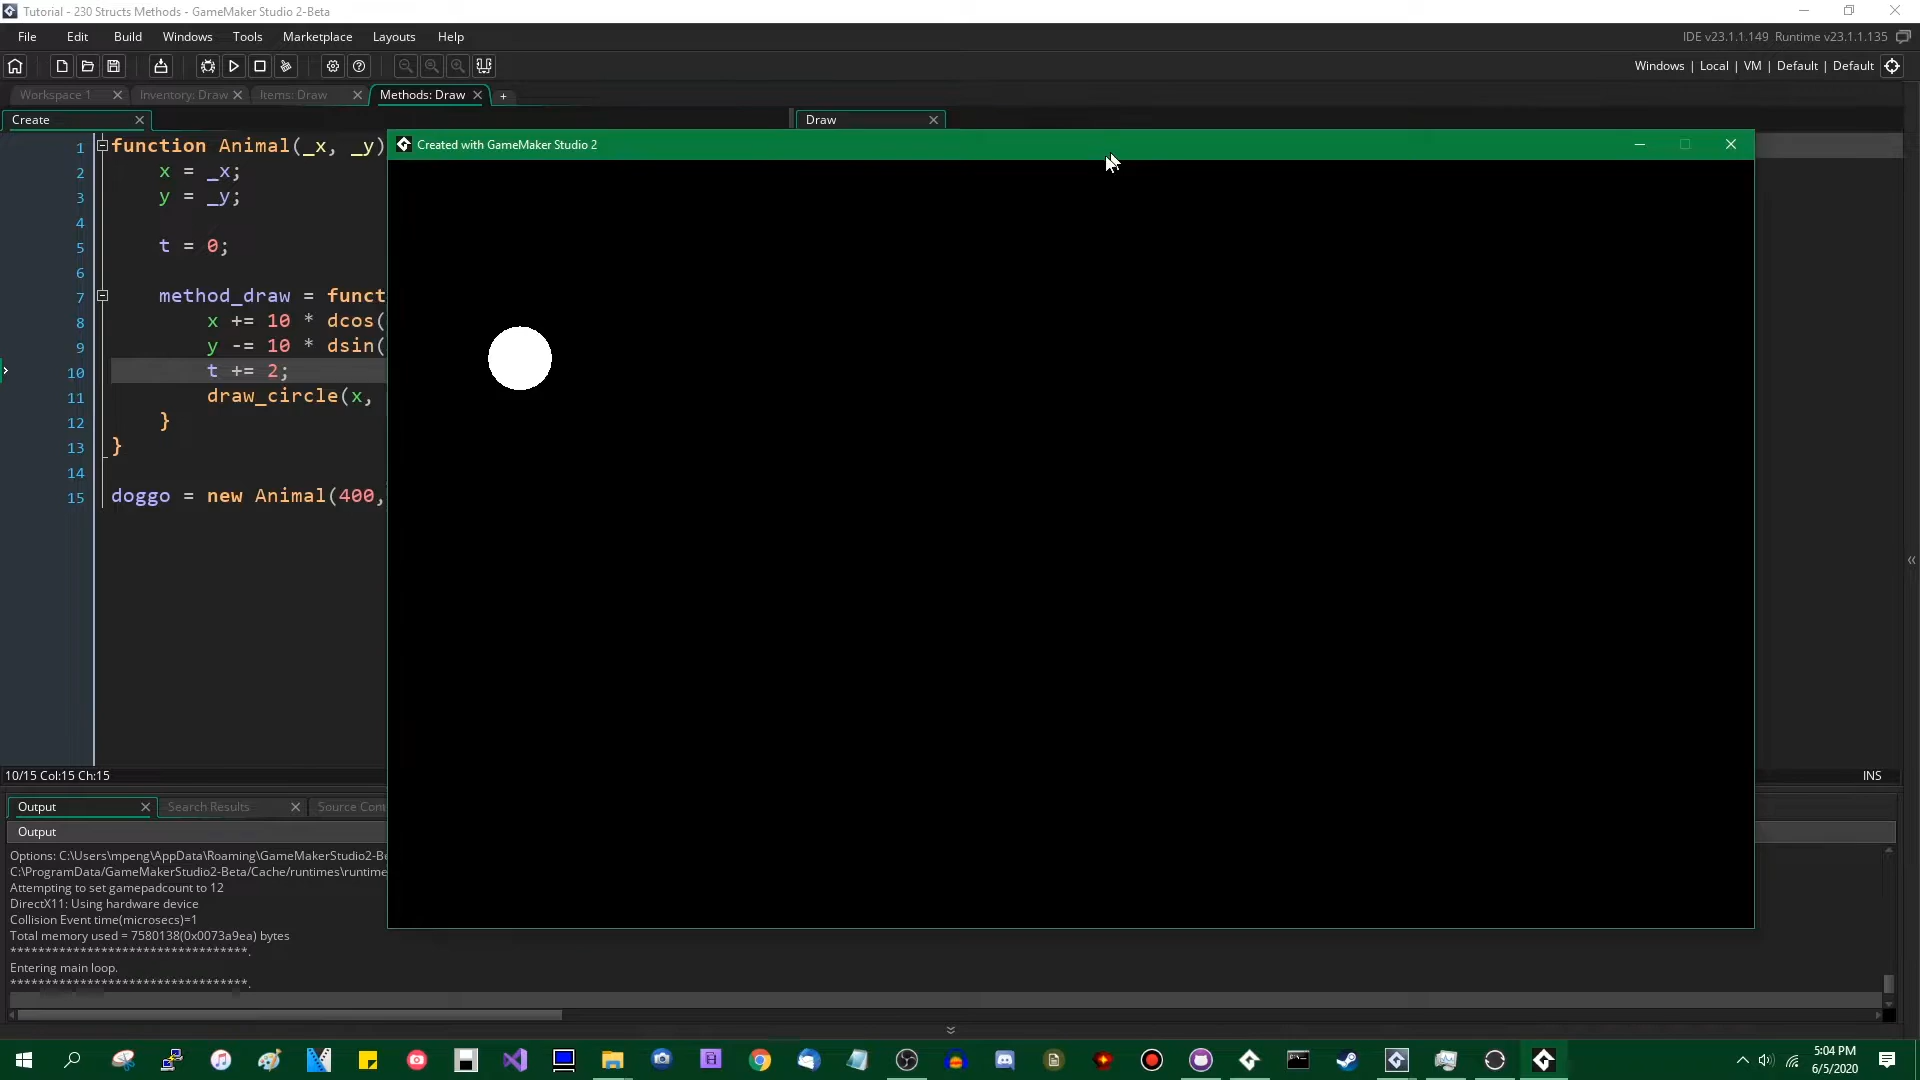 Tutorial - 230 Structs Methods - GameMaker Studio 2-Beta
File Edit Build Windows Tools Marketplace Layouts Help
IDE v23.1.1.149 Runtime v23.1.1.135
Windows | Local | VM | Default | Default
Workspace 1 Inventory: Draw Items: Draw Methods: Draw
Create
Draw
Created with GameMaker Studio 2
1 function Animal(_x, _y)
2 x = _x;
3 y = _y;
4
5 t = 0;
6
7 method_draw = funct
8 x += 10 * dcos(
9 y -= 10 * dsin(
10 t += 2;
11 draw_circle(x,
12 }
13 }
14
15 doggo = new Animal(400,
10/15 Col:15 Ch:15
INS
Output Search Results Source Cont
Output
Options: C:\Users\mpeng\AppData\Roaming\GameMakerStudio2-Be
C:\ProgramData/GameMakerStudio2-Beta/Cache/runtimes\runtime
Attempting to set gamepadcount to 12
DirectX11: Using hardware device
Collision Event time(microsecs)=1
Total memory used = 7580138(0x0073a9ea) bytes
**********************************.
Entering main loop.
**********************************.
5:04 PM
6/5/2020